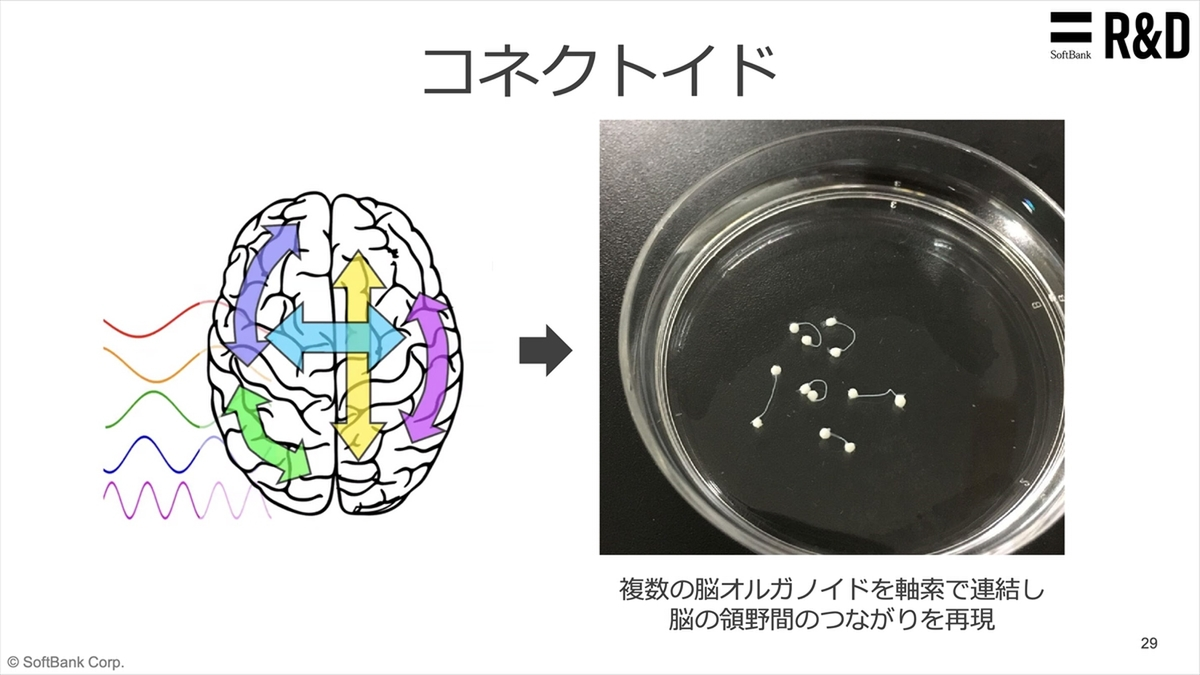 SoftBank
R&D
コネクトイド
複数の脳オルガノイドを軸索で連結し
脳の領野間のつながりを再現
29
© SoftBank Corp.